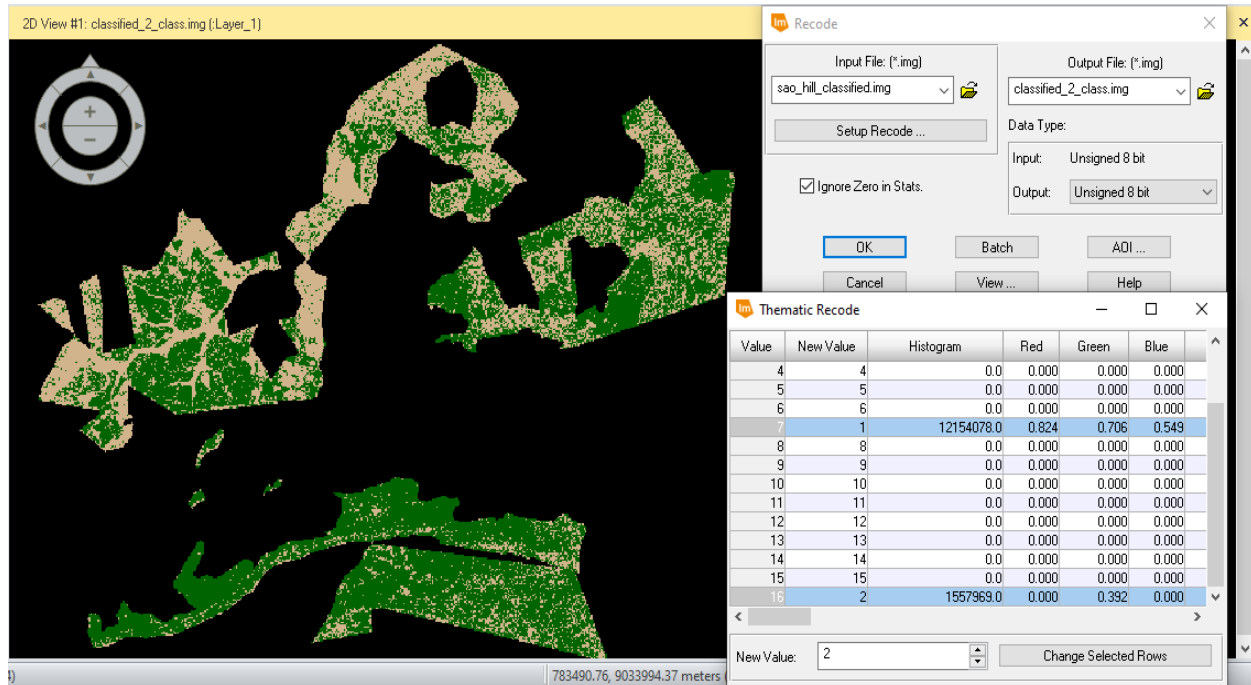 2D View #1: classified_2_class.img (:Layer_1)
Recode
Input File: (*.img)
Output File: (*.img)
sao_hill_classified.img
classified_2_class.img
Setup Recode ...
Data Type:
Input: Unsigned 8 bit
Ignore Zero in Stats.
Output: Unsigned 8 bit
OK Batch AOI ...
Cancel View ... Help
Thematic Recode
Value New Value Histogram Red Green Blue
4 4 0.0 0.000 0.000 0.000
5 5 0.0 0.000 0.000 0.000
6 6 0.0 0.000 0.000 0.000
7 1 12154078.0 0.824 0.706 0.549
8 8 0.0 0.000 0.000 0.000
9 9 0.0 0.000 0.000 0.000
10 10 0.0 0.000 0.000 0.000
11 11 0.0 0.000 0.000 0.000
12 12 0.0 0.000 0.000 0.000
13 13 0.0 0.000 0.000 0.000
14 14 0.0 0.000 0.000 0.000
15 15 0.0 0.000 0.000 0.000
16 2 1557969.0 0.000 0.392 0.000
New Value: 2 Change Selected Rows
783490.76, 9033994.37 meters (